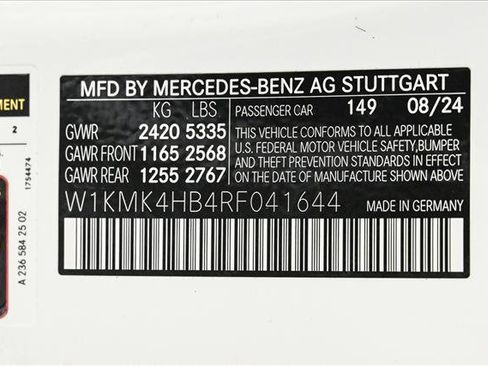 MFD BY MERCEDES-BENZ AG STUTTGART
KG LBS
PASSENGER CAR 149 08/24
GVWR 2420 5335
GAWR FRONT 1165 2568
GAWR REAR 1255 2767
THIS VEHICLE CONFORMS TO ALL APPLICABLE
U.S. FEDERAL MOTOR VEHICLE SAFETY, BUMPER
AND THEFT PREVENTION STANDARDS IN EFFECT
ON THE DATE OF MANUFACTURE SHOWN ABOVE
W1KMK4HB4RF041644
MADE IN GERMANY
MENT
2
1754474
A 236 584 25 02